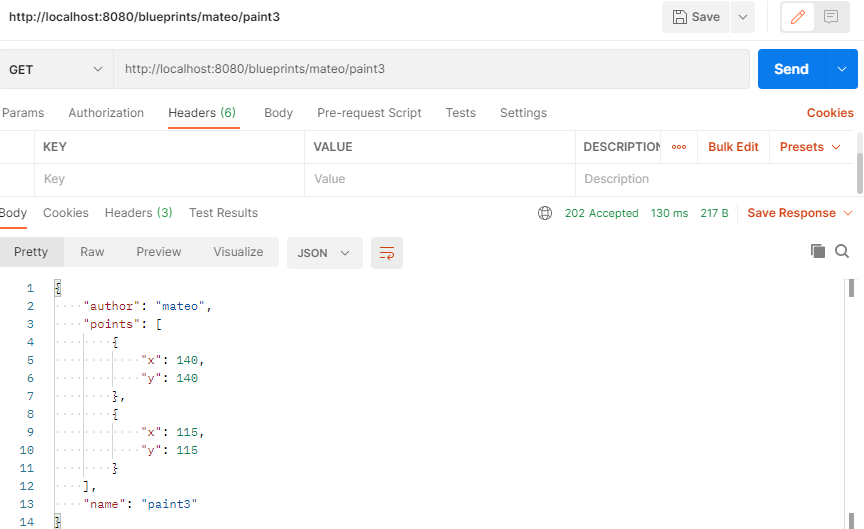 http://localhost:8080/blueprints/mateo/paint3 Save
GET http://localhost:8080/blueprints/mateo/paint3 Send
Params Authorization Headers (6) Body Pre-request Script Tests Settings Cookies
KEY VALUE DESCRIPTION ooo Bulk Edit Presets
Key Value Description
Body Cookies Headers (3) Test Results 202 Accepted 130 ms 217 B Save Response
Pretty Raw Preview Visualize JSON
1 {
2 "author": "mateo",
3 "points": [
4 {
5 "x": 140,
6 "y": 140
7 },
8 {
9 "x": 115,
10 "y": 115
11 }
12 ],
13 "name": "paint3"
14 }